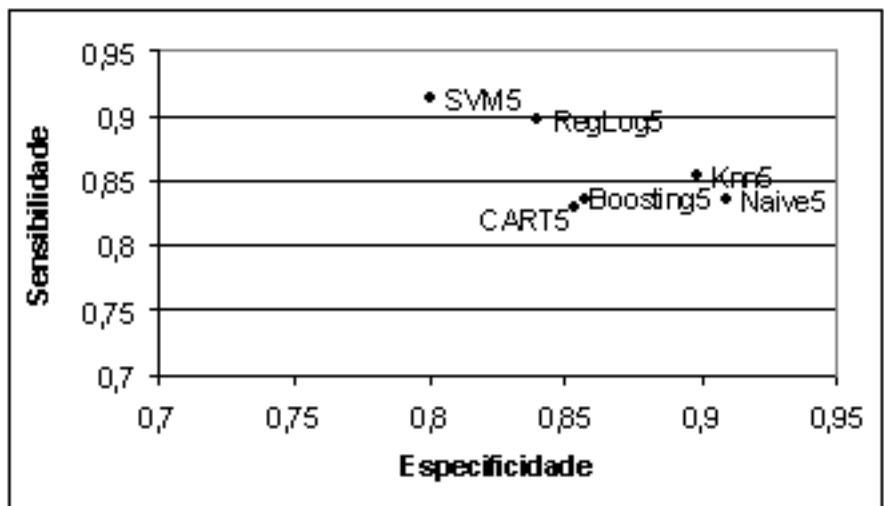 0,95
0,9
0,85
0,8
0,75
0,7
Sensibilidade
SVM5
RegLog5
Knn5
Boosting5
Naive5
CART5
0,7 0,75 0,8 0,85 0,9 0,95
Especificidade